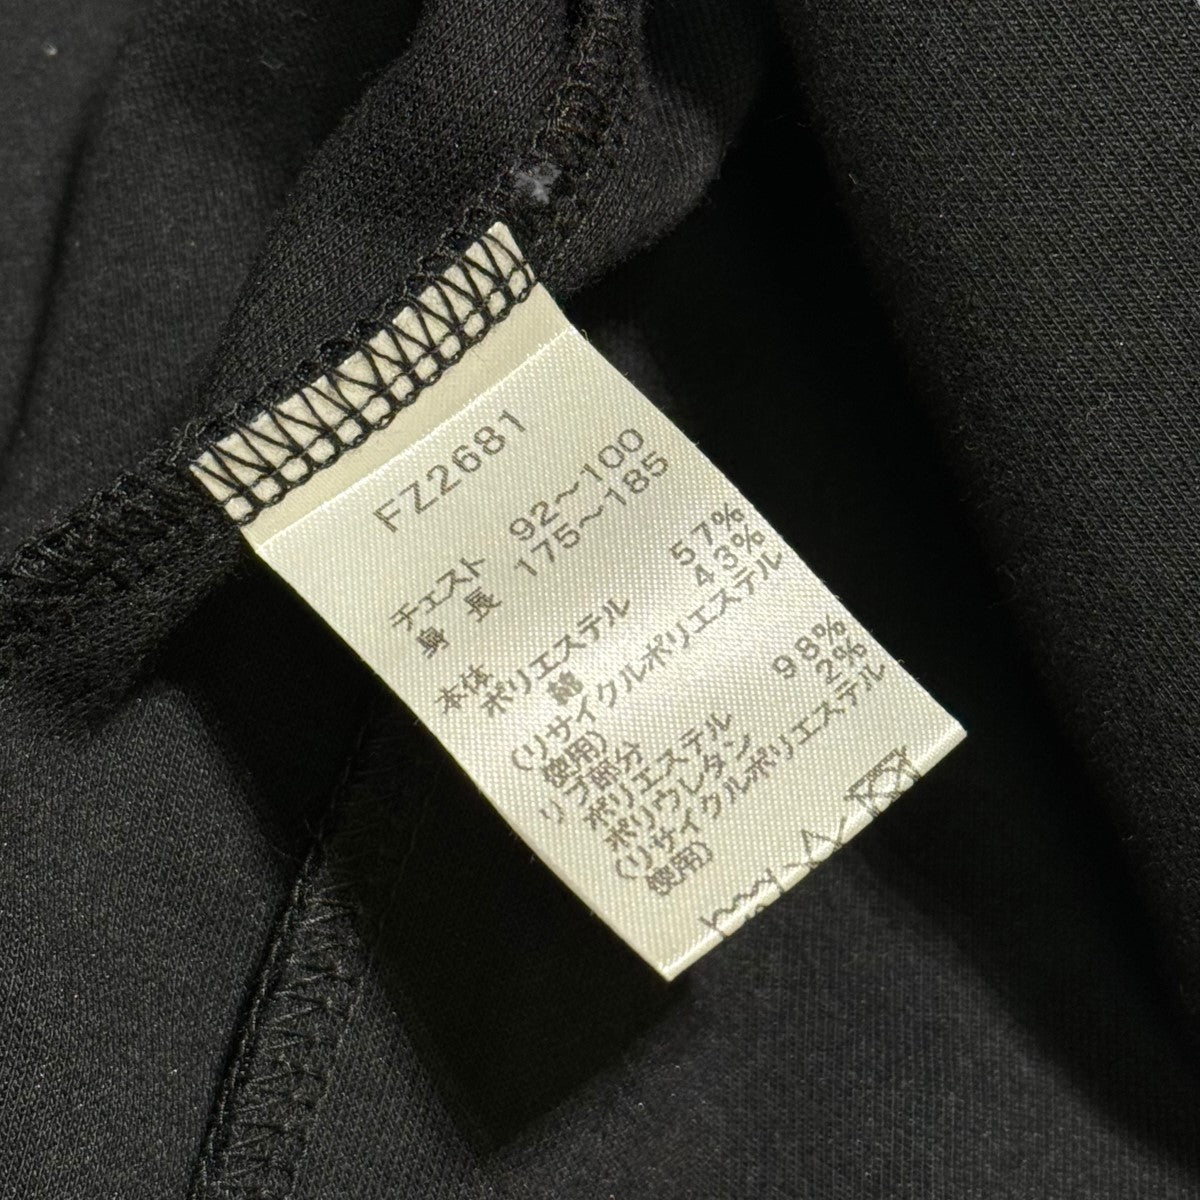 FZ2681
チェスト 92～100
身長 175～185
本体
ポリエステル 57%
綿 43%
(リサイクルポリエステル
使用)
リブ部分
ポリエステル 98%
ポリウレタン 2%
(リサイクルポリエステル
使用)